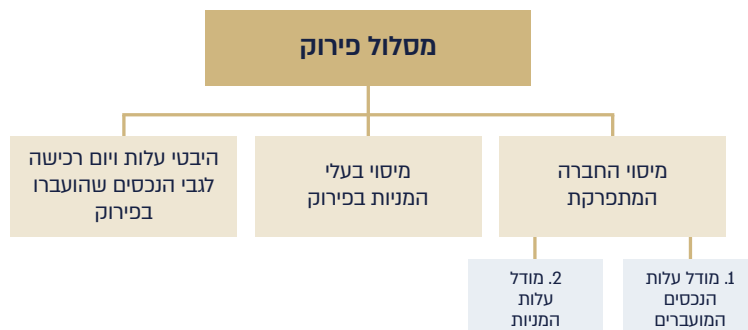 מסלול פירוק
מיסוי החברה
המתפרקת
מיסוי בעלי
המניות בפירוק
היבטי עלות ויום רכישה
לגבי הנכסים שהועברו
בפירוק
1. מודל עלות
הנכסים
המועברים
2. מודל
עלות
המניות